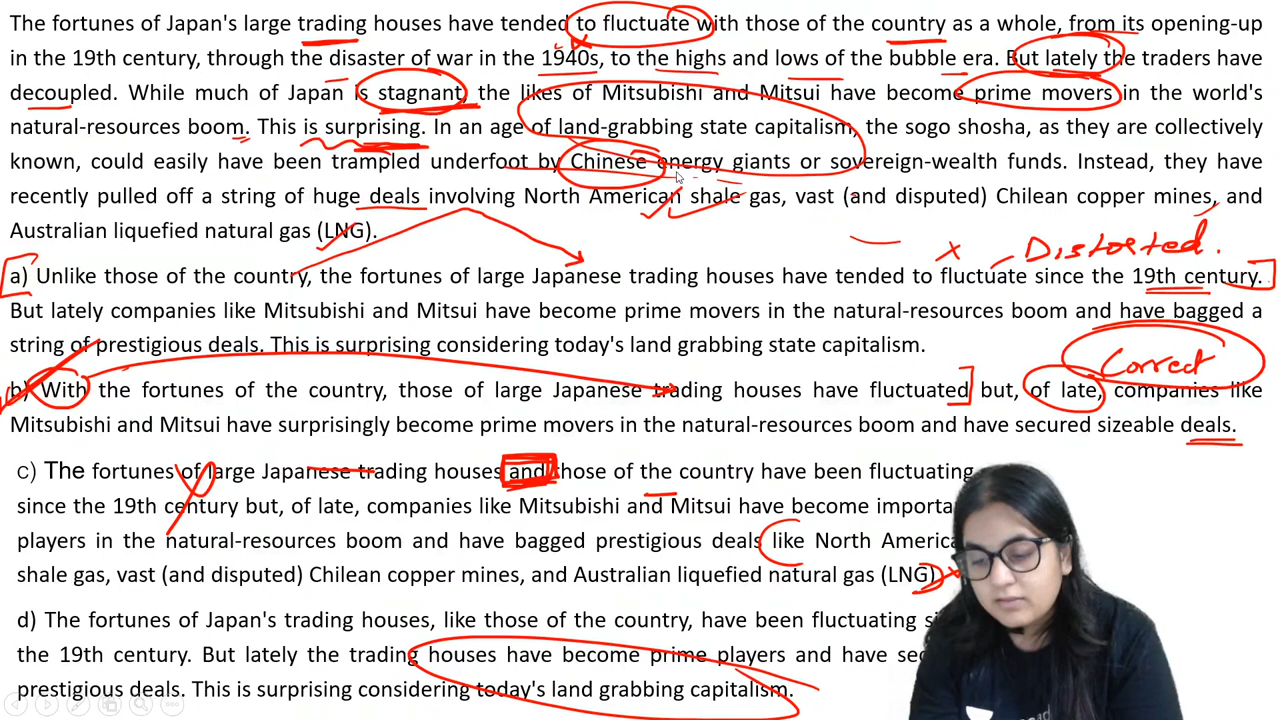 The fortunes of Japan's large trading houses have tended to fluctuate with those of the country as a whole, from its opening-up
in the 19th century, through the disaster of war in the 1940s, to the highs and lows of the bubble era. But lately the traders have
decoupled. While much of Japan is stagnant, the likes of Mitsubishi and Mitsui have become prime movers in the world's
natural-resources boom. This is surprising. In an age of land-grabbing state capitalism, the sogo shosha, as they are collectively
known, could easily have been trampled underfoot by Chinese energy giants or sovereign-wealth funds. Instead, they have
recently pulled off a string of huge deals involving North American shale gas, vast (and disputed) Chilean copper mines, and
Australian liquefied natural gas (LNG).
Distorted.
a) Unlike those of the country, the fortunes of large Japanese trading houses have tended to fluctuate since the 19th century.
But lately companies like Mitsubishi and Mitsui have become prime movers in the natural-resources boom and have bagged a
string of prestigious deals. This is surprising considering today's land grabbing state capitalism.
Correct
b) With the fortunes of the country, those of large Japanese trading houses have fluctuated but, of late, companies like
Mitsubishi and Mitsui have surprisingly become prime movers in the natural-resources boom and have secured sizeable deals.
c) The fortunes of large Japanese trading houses and those of the country have been fluctuating
since the 19th century but, of late, companies like Mitsubishi and Mitsui have become
players in the natural-resources boom and have bagged prestigious deals like North
shale gas, vast (and disputed) Chilean copper mines, and Australian liquefied natural gas (LNG)
d) The fortunes of Japan's trading houses, like those of the country, have been fluctuating
the 19th century. But lately the trading houses have become prime players and have
prestigious deals. This is surprising considering today's land grabbing capitalism.